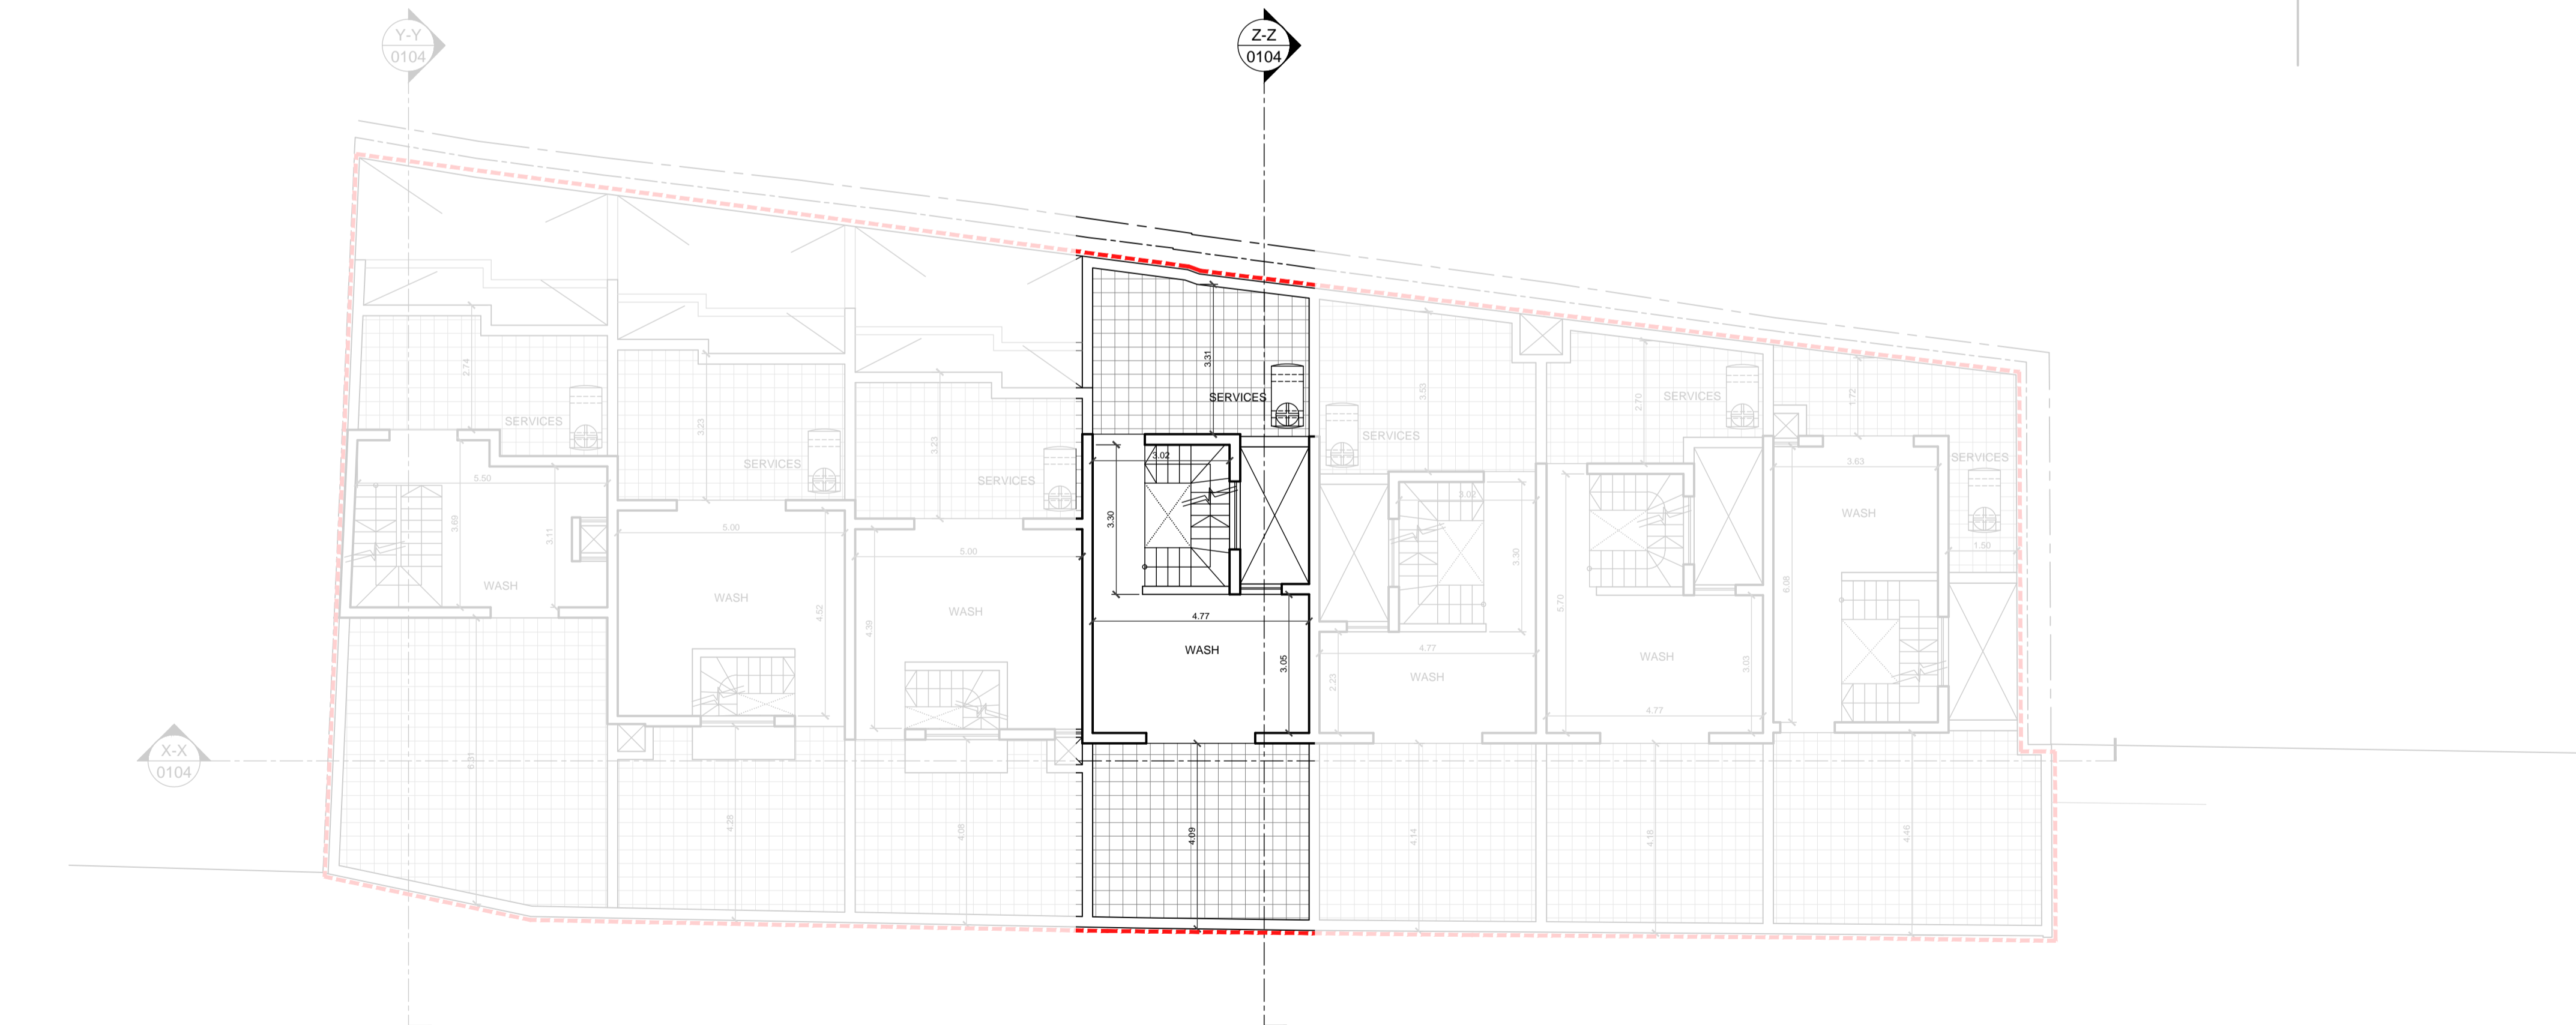 Y-Y
0104
Z-Z
0104
3.31
SERVICES
2.74
SERVICES
3.23
SERVICES
3.23
SERVICES
3.53
SERVICES
2.70
SERVICES
1.72
SERVICES
5.50
3.69
3.11
WASH
5.00
WASH
4.52
5.00
WASH
4.39
3.02
3.30
4.77
WASH
3.05
3.02
3.30
4.77
WASH
2.23
5.70
WASH
4.77
3.03
3.63
WASH
6.08
1.50
X-X
0104
6.31
4.28
4.08
4.09
4.14
4.18
4.46